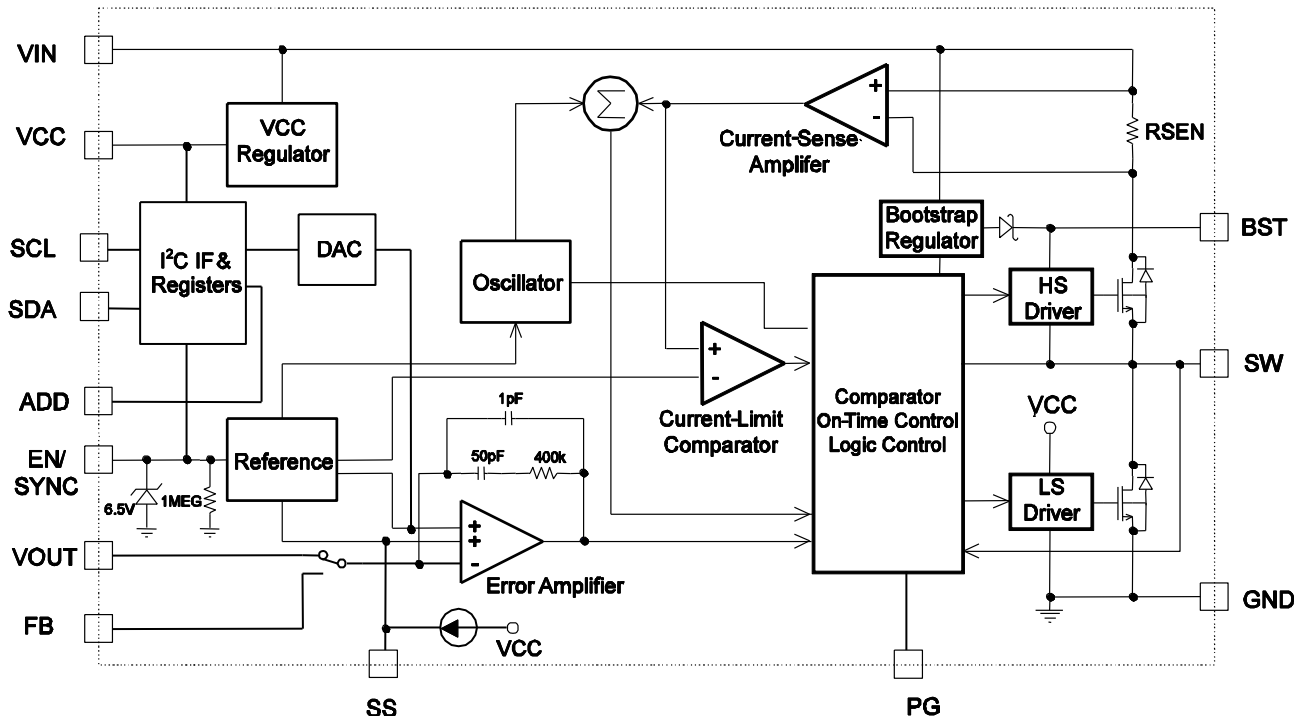 VIN
VCC
SCL
SDA
ADD
EN/
SYNC
VOUT
FB
VCC
Regulator
I²C IF &
Registers
DAC
Reference
6.5V
1MEG
Oscillator
Σ
+
-
Current-Sense
Amplifer
RSEN
Bootstrap
Regulator
BST
HS
Driver
SW
+
-
Current-Limit
Comparator
1pF
50pF
400k
+
+
-
Error Amplifier
Comparator
On-Time Control
Logic Control
VCC
LS
Driver
GND
VCC
SS
PG